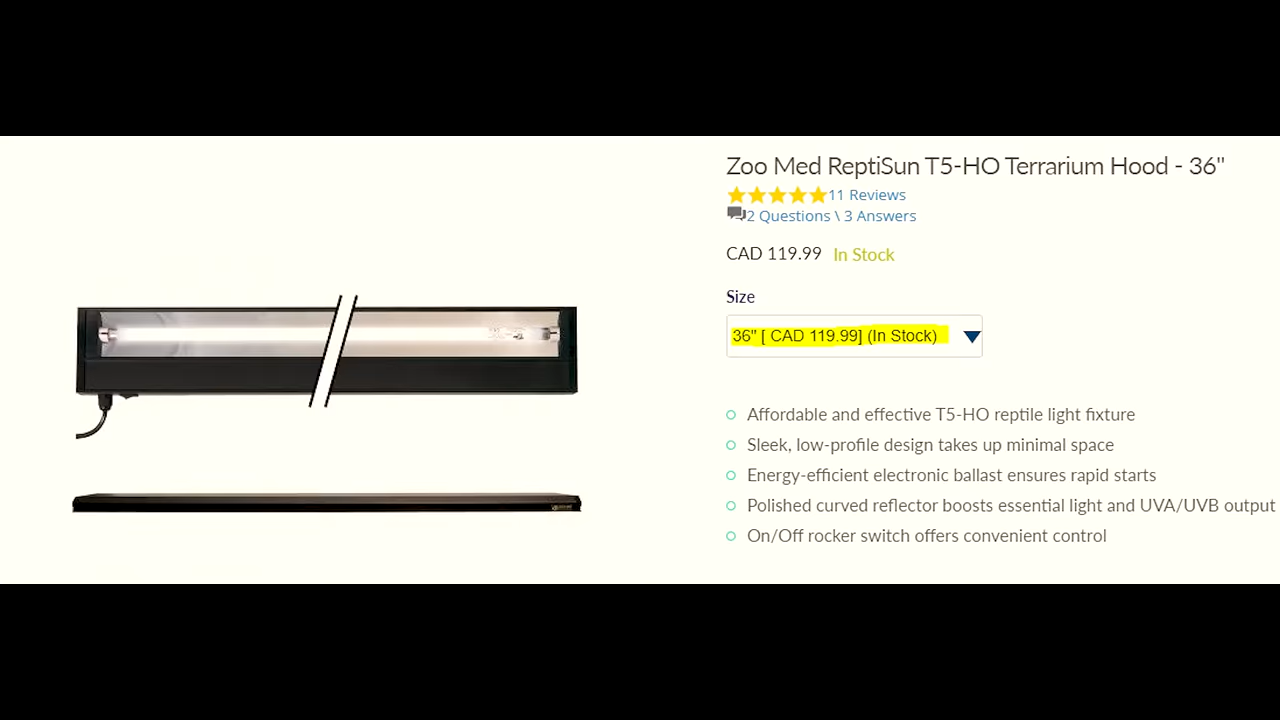 Zoo Med ReptiSun T5-HO Terrarium Hood - 36"
11 Reviews
2 Questions \ 3 Answers
CAD 119.99 In Stock
Size
36" [ CAD 119.99] (In Stock)
Affordable and effective T5-HO reptile light fixture
Sleek, low-profile design takes up minimal space
Energy-efficient electronic ballast ensures rapid starts
Polished curved reflector boosts essential light and UVA/UVB output
On/Off rocker switch offers convenient control